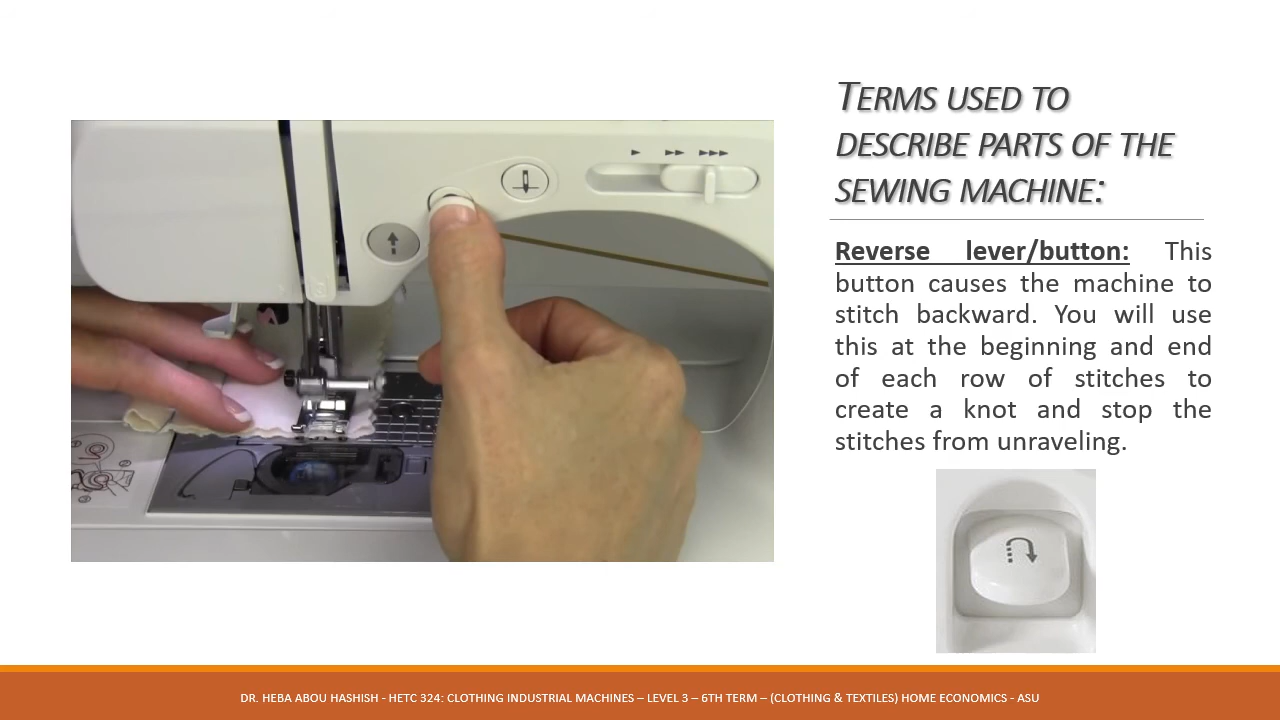 TERMS USED TO
DESCRIBE PARTS OF THE
SEWING MACHINE:
Reverse lever/button: This
button causes the machine to
stitch backward. You will use
this at the beginning and end
of each row of stitches to
create a knot and stop the
stitches from unraveling.
DR. HEBA ABOU HASHISH - HETC 324: CLOTHING INDUSTRIAL MACHINES – LEVEL 3 – 6TH TERM – (CLOTHING & TEXTILES) HOME ECONOMICS - ASU